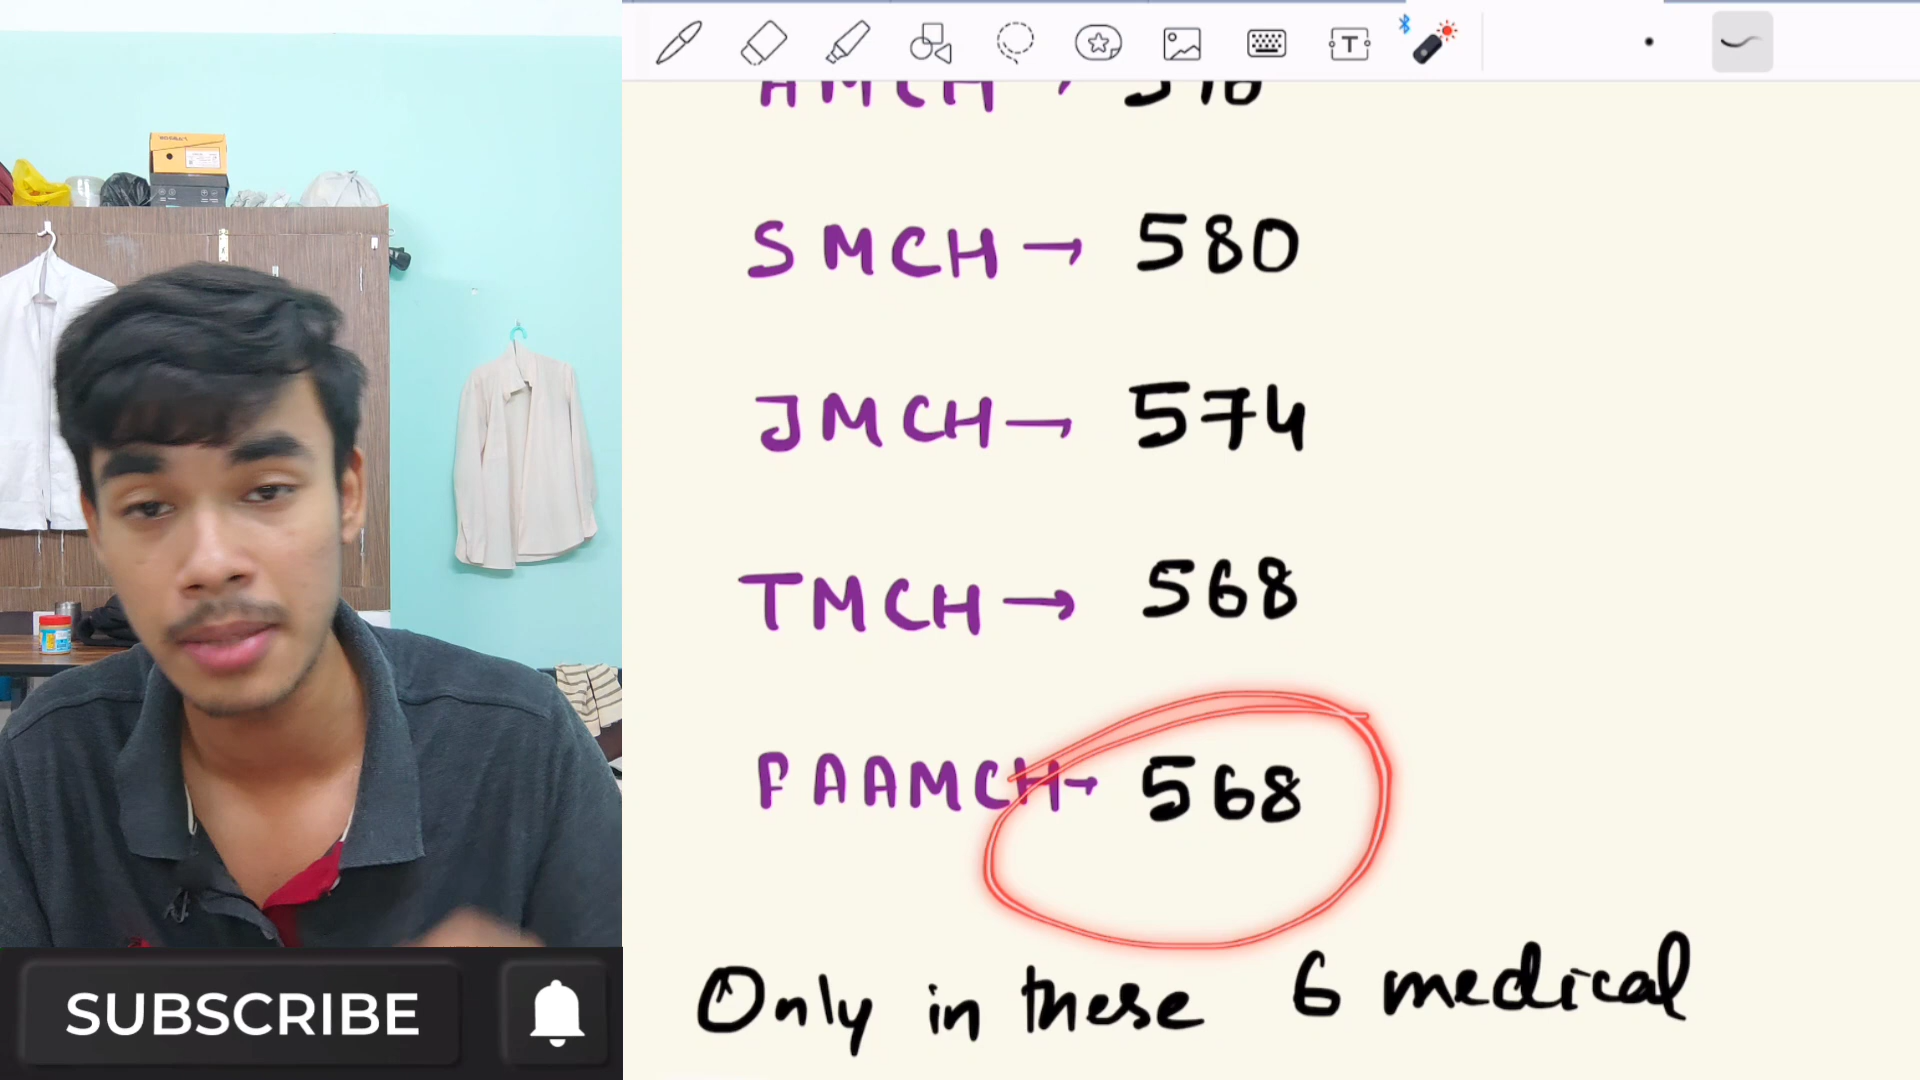 SMCH → 580
JMCH → 574
TMCH → 568
FAAMCH → 568
Only in these 6 medical
SUBSCRIBE